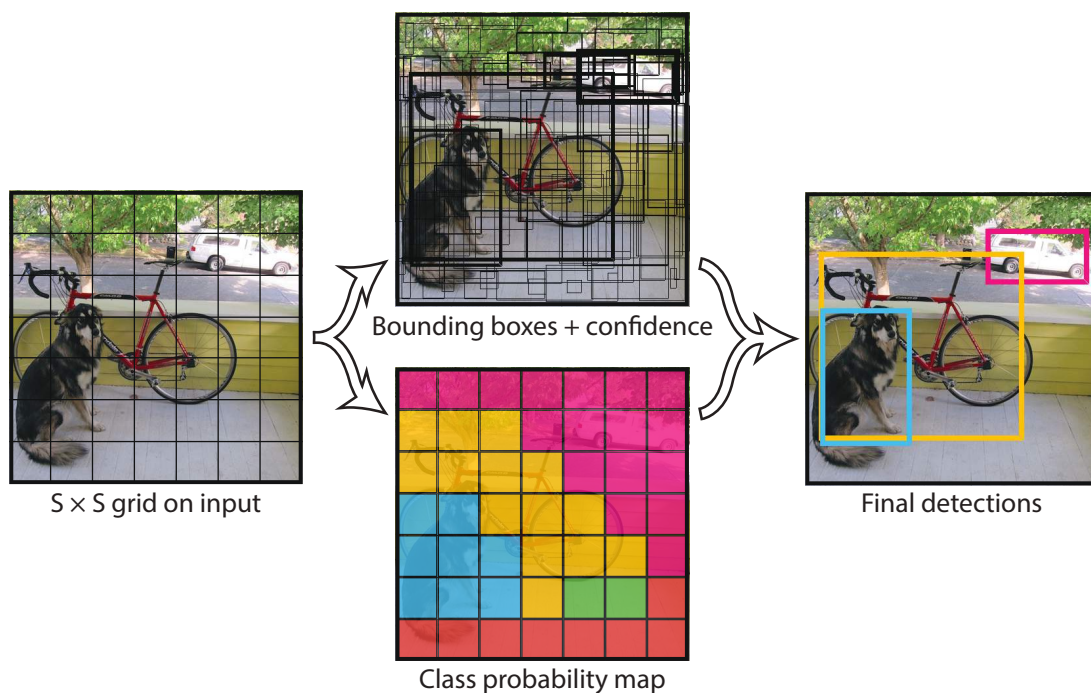 S × S grid on input
Bounding boxes + confidence
Class probability map
Final detections